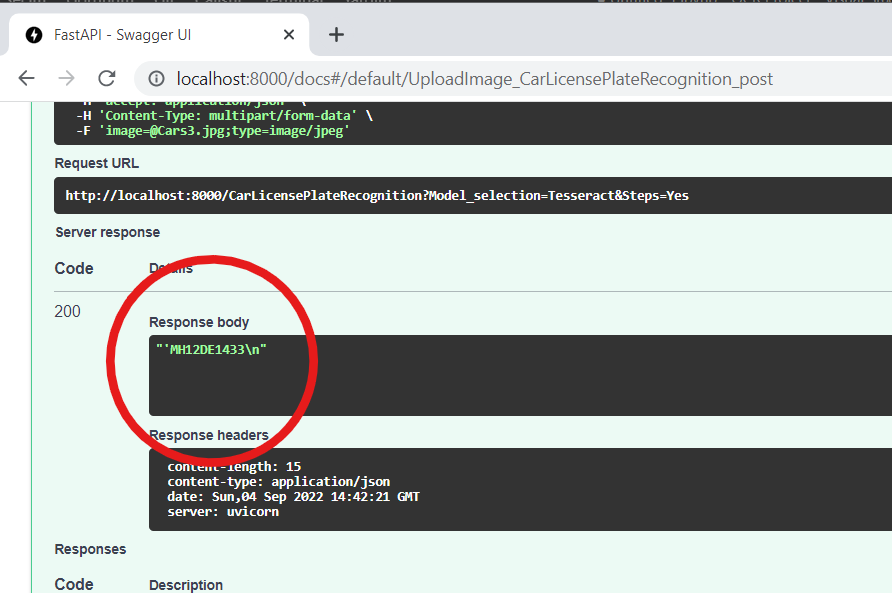 FastAPI - Swagger UI
localhost:8000/docs#/default/UploadImage_CarLicensePlateRecognition_post
-H 'accept: application/json' \
-H 'Content-Type: multipart/form-data' \
-F 'image=@Cars3.jpg;type=image/jpeg'
Request URL
http://localhost:8000/CarLicensePlateRecognition?Model_selection=Tesseract&Steps=Yes
Server response
Code Details
200
Response body
"'MH12DE1433\n"
Response headers
content-length: 15
content-type: application/json
date: Sun,04 Sep 2022 14:42:21 GMT
server: uvicorn
Responses
Code Description